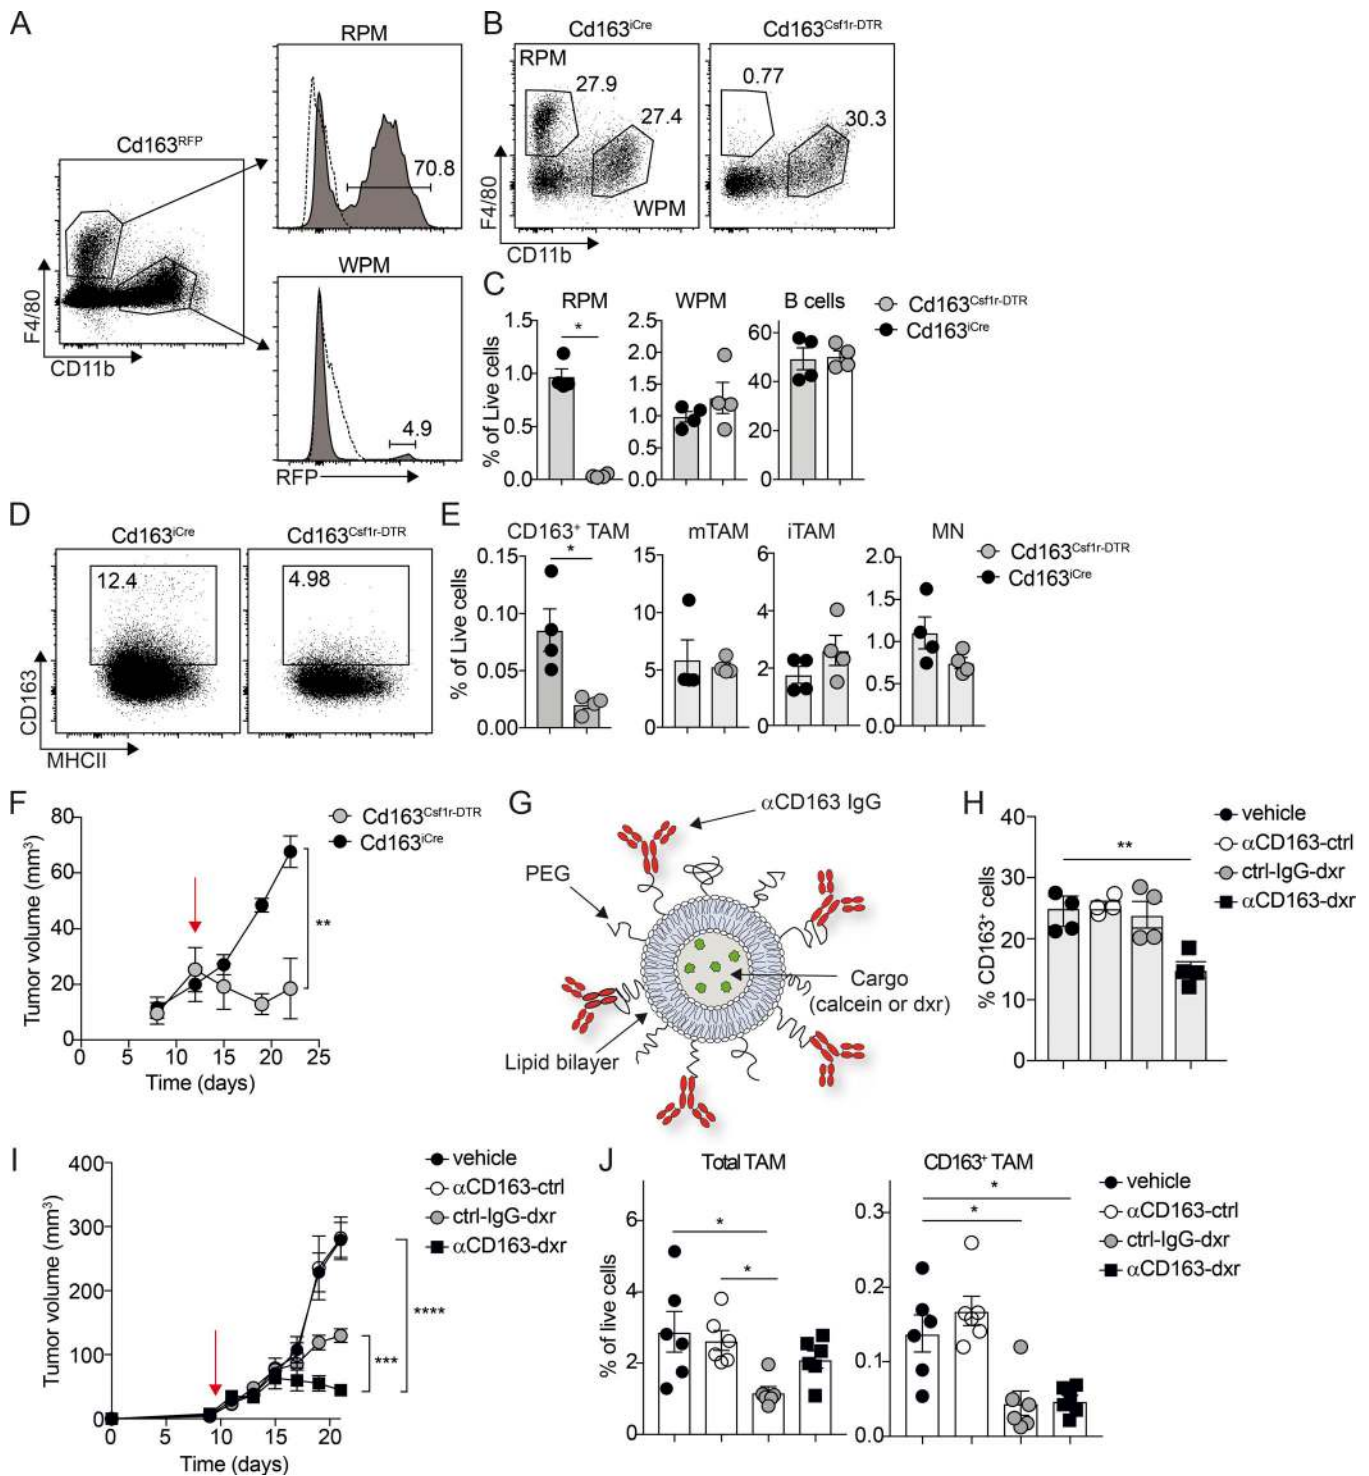 A
Cd163RFP
F4/80
CD11b
RPM
70.8
WPM
4.9
RFP
B
Cd163iCre
Cd163Csf1r-DTR
RPM
27.9
27.4
WPM
0.77
30.3
F4/80
CD11b
C
RPM
WPM
B cells
Cd163Csf1r-DTR
Cd163iCre
% of Live cells
1.5
1.0
0.5
0.0
*
2.5
2.0
1.5
1.0
0.5
0.0
60
40
20
0
D
Cd163iCre
Cd163Csf1r-DTR
12.4
4.98
CD163
MHCII
E
CD163+ TAM
mTAM
iTAM
MN
Cd163Csf1r-DTR
Cd163iCre
% of Live cells
0.15
0.10
0.05
0.00
*
15
10
5
0
6
4
2
0
2.0
1.5
1.0
0.5
0.0
F
Cd163Csf1r-DTR
Cd163iCre
Tumor volume (mm3)
80
60
40
20
0
**
0 5 10 15 20 25
Time (days)
G
αCD163 IgG
PEG
Cargo
(calcein or dxr)
Lipid bilayer
H
vehicle
αCD163-ctrl
ctrl-IgG-dxr
αCD163-dxr
% CD163+ cells
40
30
20
10
0
**
I
vehicle
αCD163-ctrl
ctrl-IgG-dxr
αCD163-dxr
Tumor volume (mm3)
400
300
200
100
0
****
***
0 5 10 15 20
Time (days)
J
Total TAM
CD163+ TAM
vehicle
αCD163-ctrl
ctrl-IgG-dxr
αCD163-dxr
% of live cells
6
4
2
0
*
*
0.3
0.2
0.1
0.0
*
*